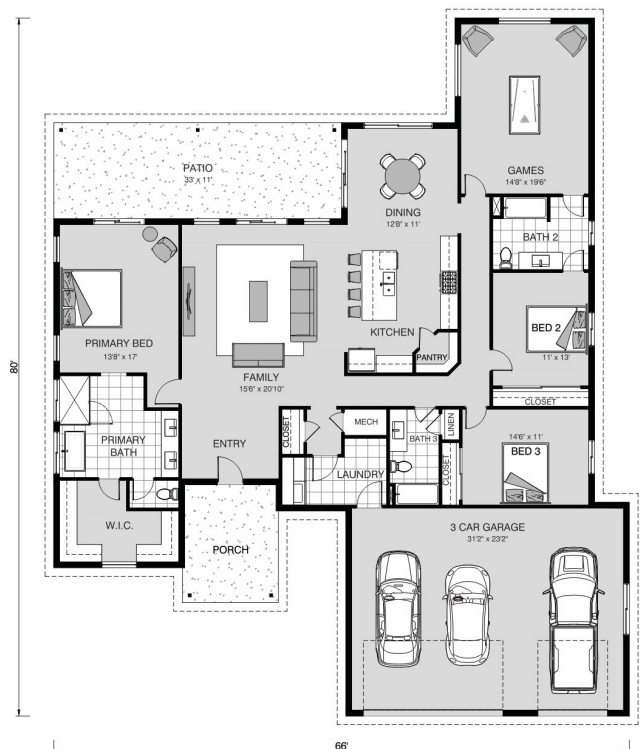 GAMES
14'8" x 19'6"
PATIO
33' x 11'
DINING
12'8" x 11'
BATH 2
KITCHEN
PANTRY
BED 2
11' x 13'
CLOSET
PRIMARY BED
13'8" x 17'
FAMILY
15'6" x 20'10"
80'
PRIMARY
BATH
ENTRY
CLOSET
MECH
LAUNDRY
BATH 3
LINEN
CLOSET
14'6" x 11'
BED 3
W.I.C.
PORCH
3 CAR GARAGE
31'2" x 23'2"
66'